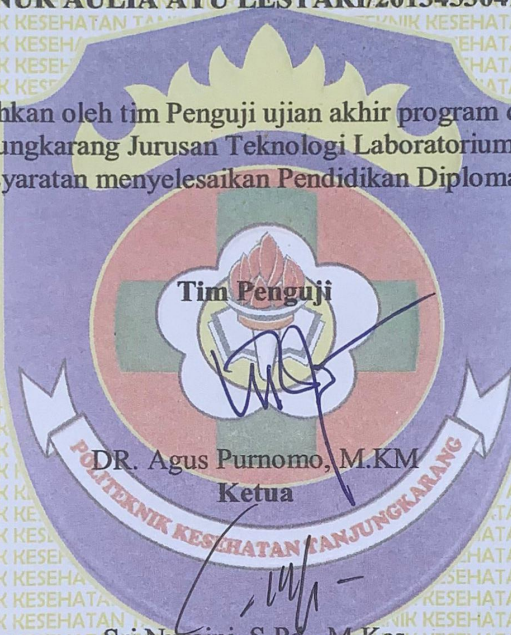 NUR AULIA AYU LESTARI/
hkan oleh tim Penguji ujian akhir program
ungkarang Jurusan Teknologi Laboratorium
yaratan menyelesaikan Pendidikan Diploma
Tim Penguji
DR. Agus Purnomo, M.KM
Ketua
POLITEKNIK KESEHATAN TANJUNGKARANG